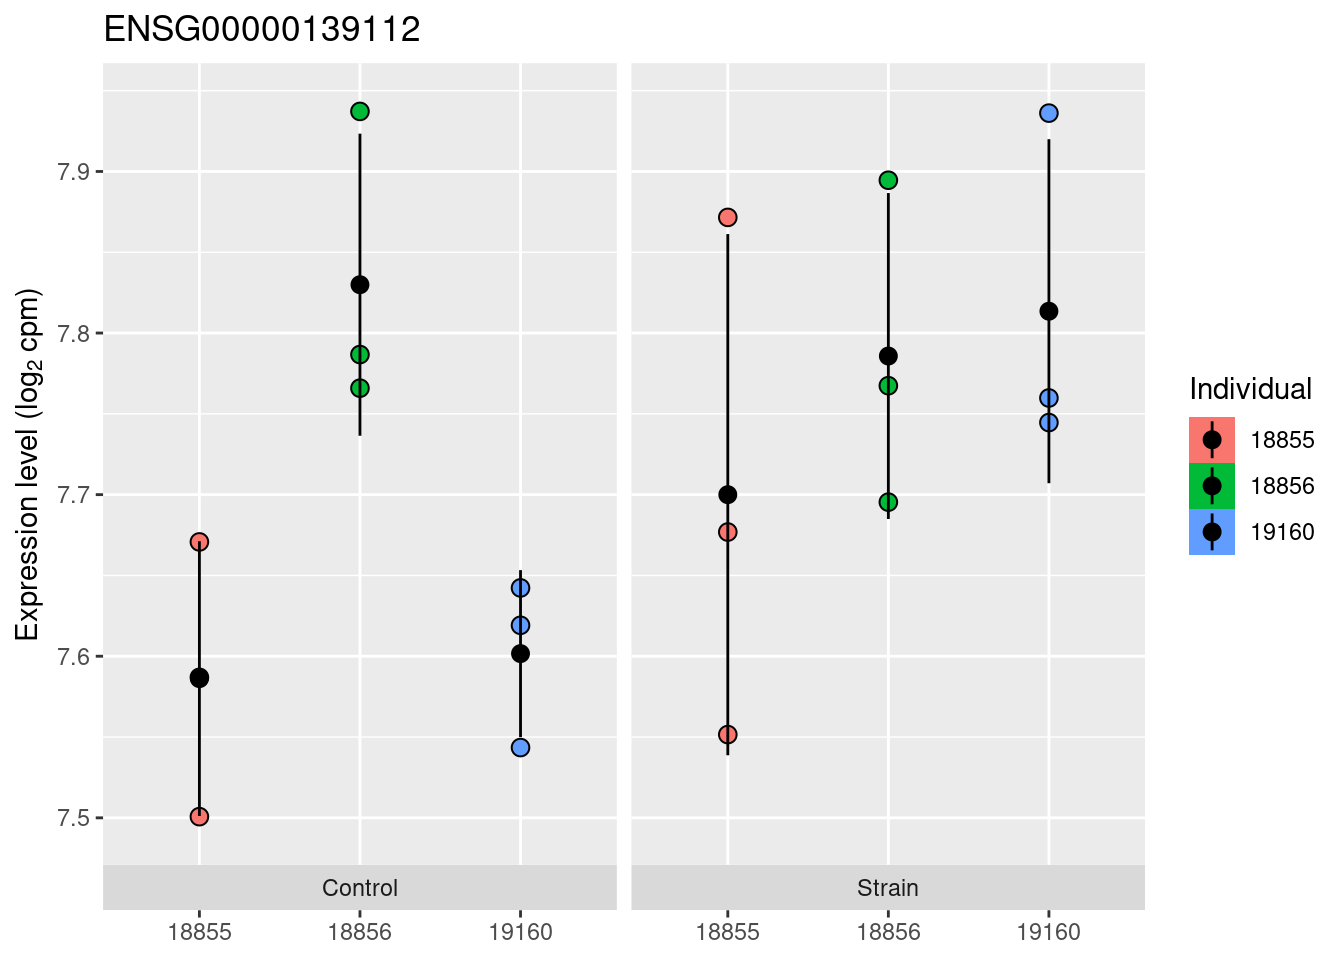 ENSG00000139112
Expression level (log₂ cpm)
7.9
7.8
7.7
7.6
7.5
Control
Strain
18855
18856
19160
18855
18856
19160
Individual
18855
18856
19160